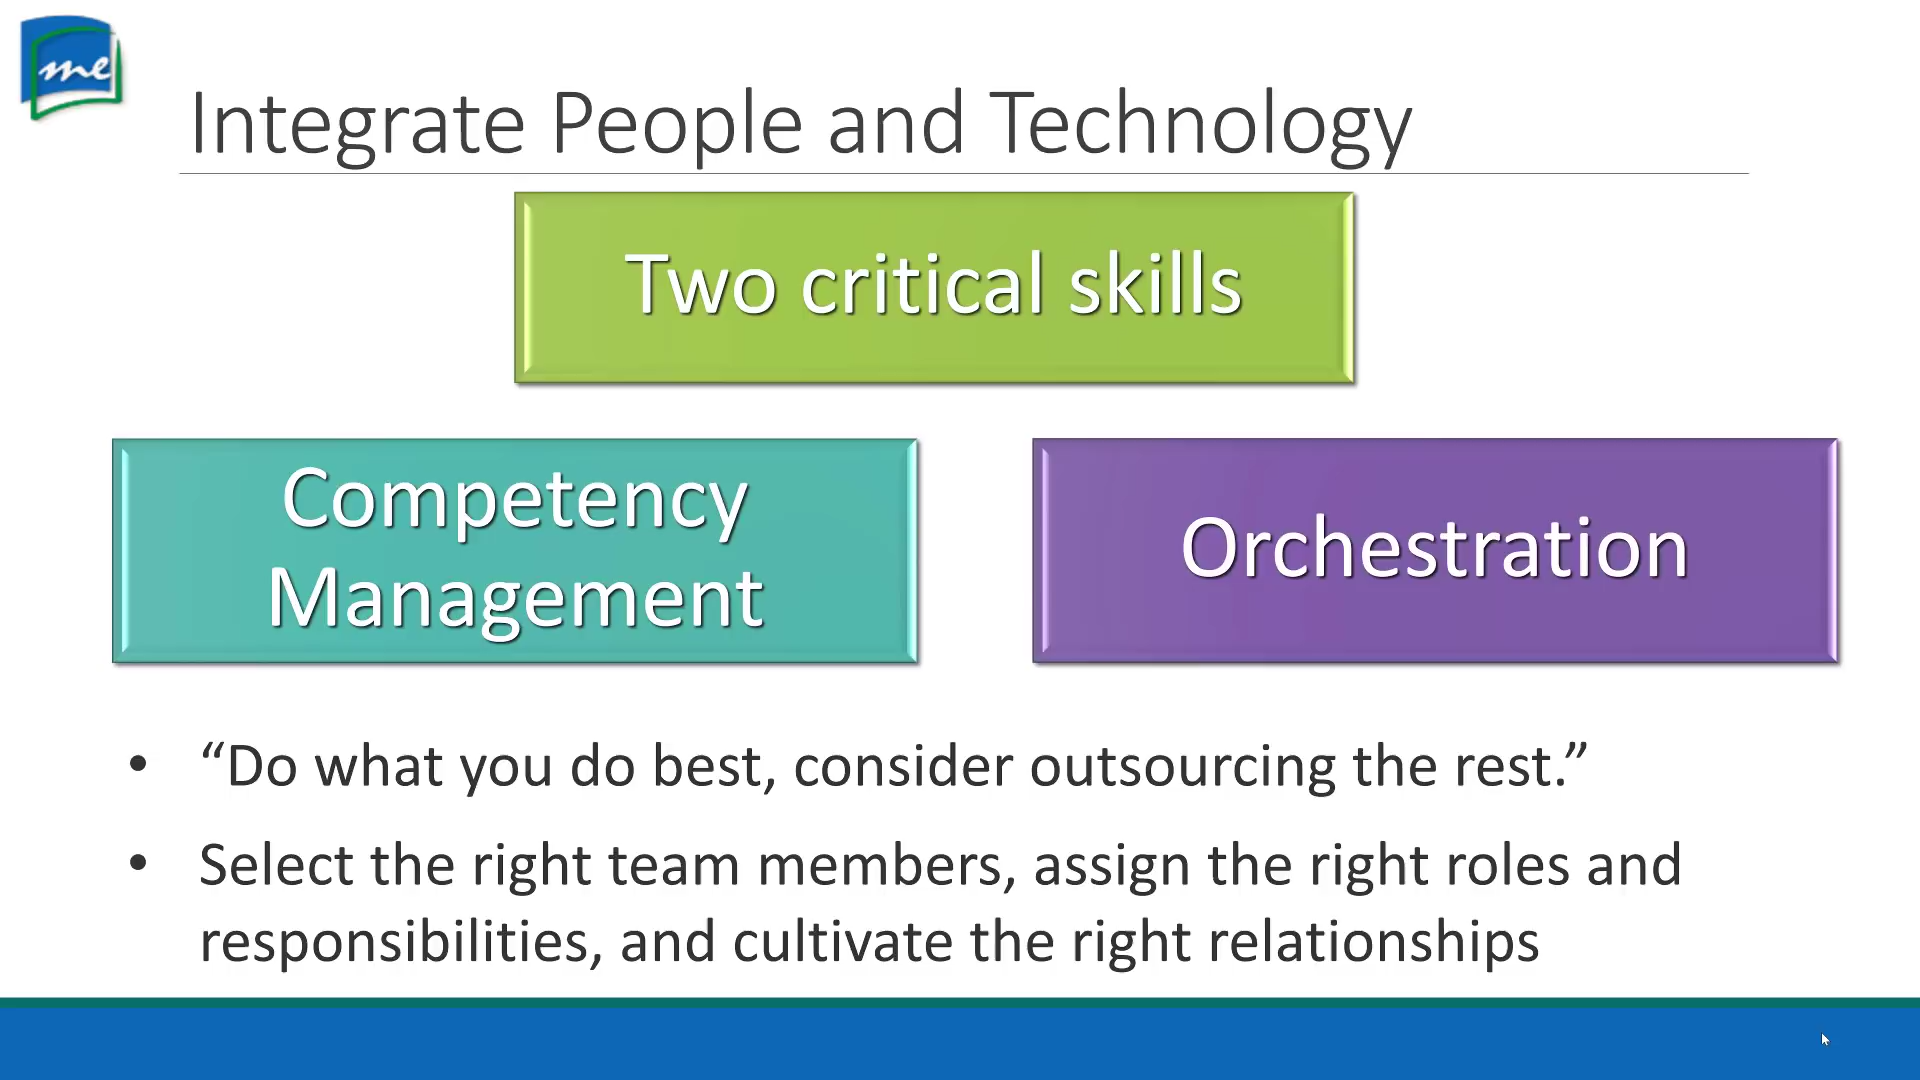 me
Integrate People and Technology
Two critical skills
Competency
Management
Orchestration
• “Do what you do best, consider outsourcing the rest.”
• Select the right team members, assign the right roles and
responsibilities, and cultivate the right relationships